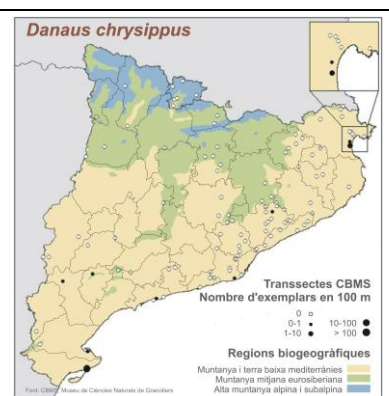 Danaus chrysippus
Transsectes CBMS
Nombre d'exemplars en 100 m
0
0-1
1-10
10-100
> 100
Regions biogeogràfiques
Muntanya i terra baixa mediterrànies
Muntanya mitjana eurosiberiana
Alta muntanya alpina i subalpina
Font: CBMS, Museu de Ciències Naturals de Granollers